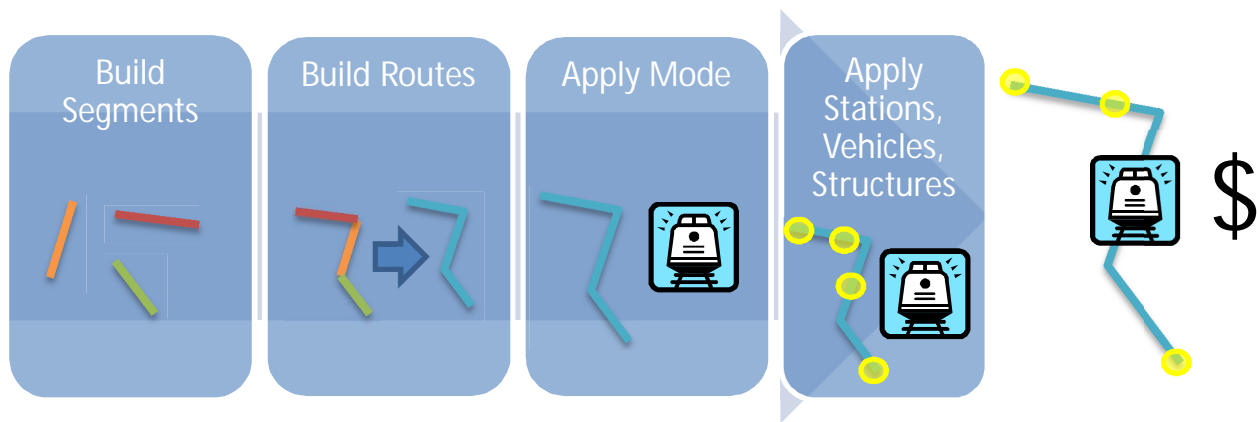 Build
Segments
Build Routes
Apply Mode
Apply
Stations,
Vehicles,
Structures
$